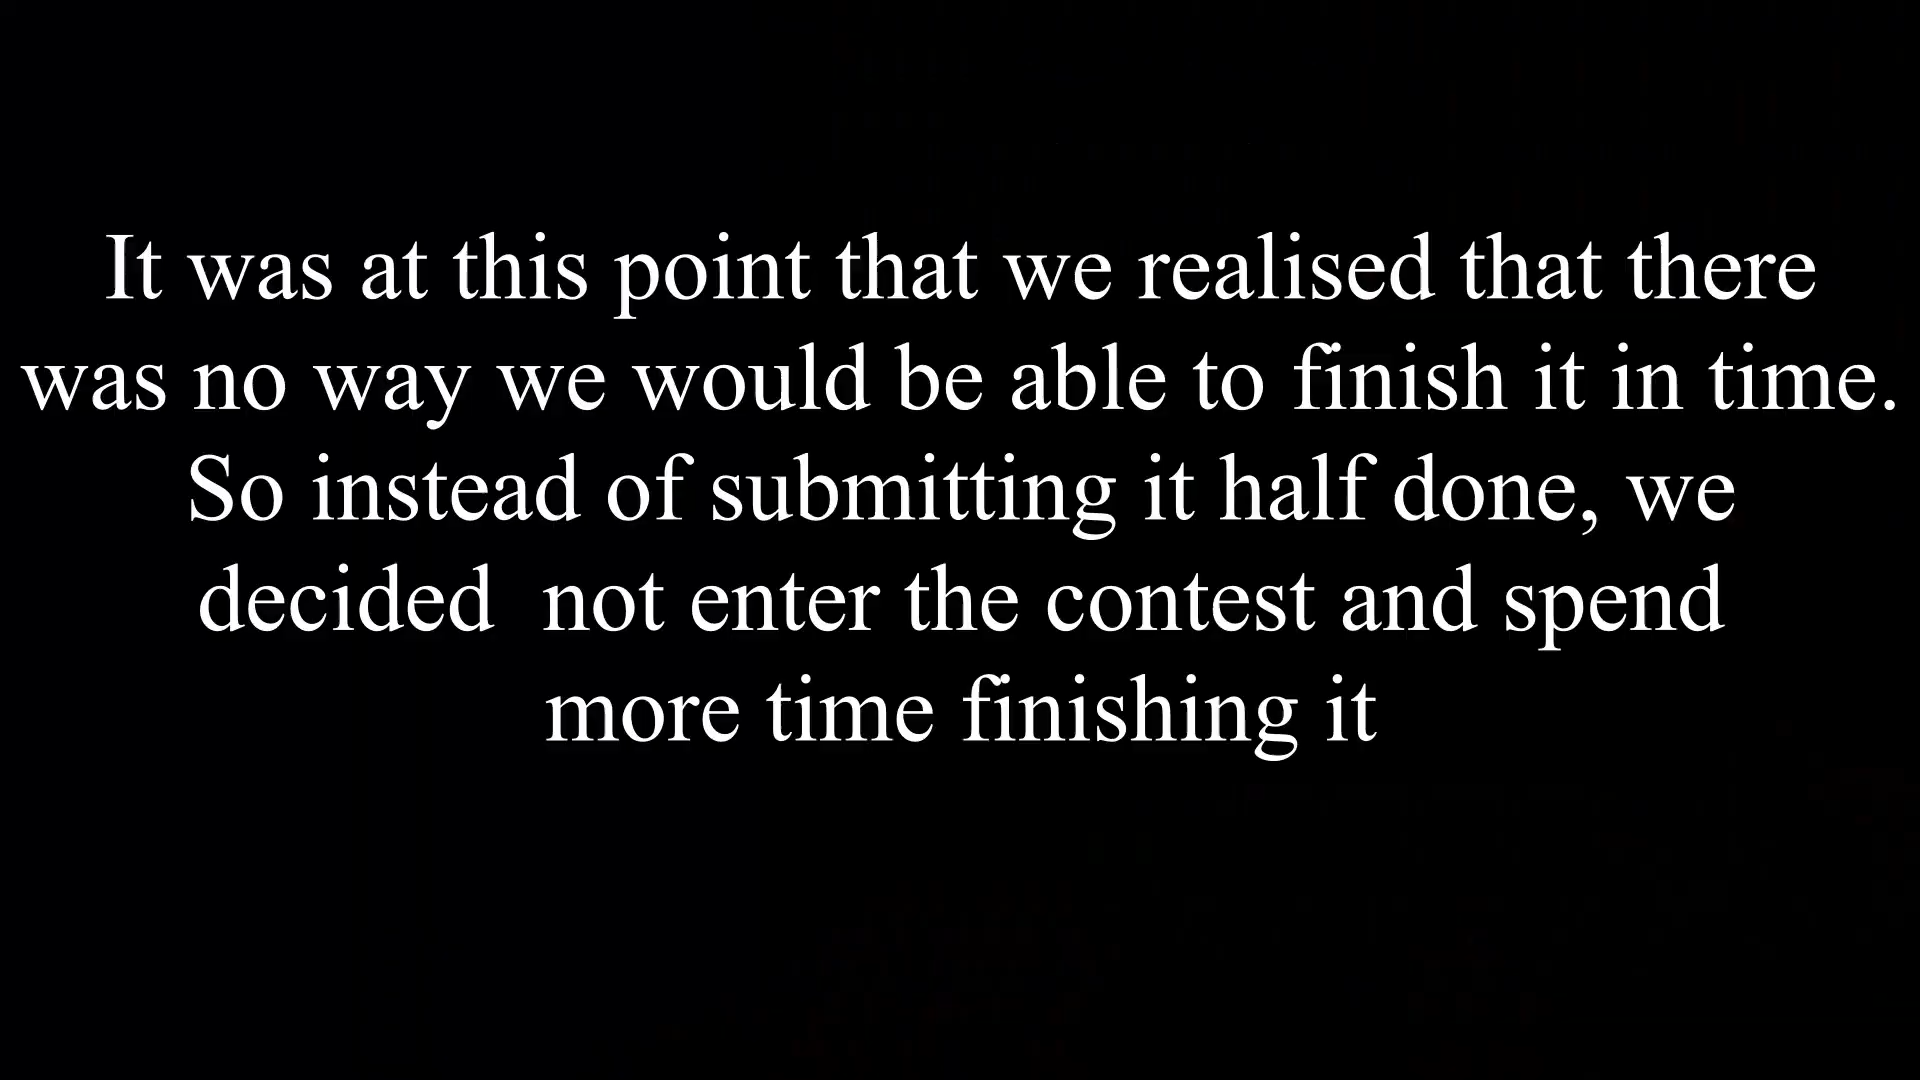 It was at this point that we realised that there
was no way we would be able to finish it in time.
So instead of submitting it half done, we
decided  not enter the contest and spend
more time finishing it